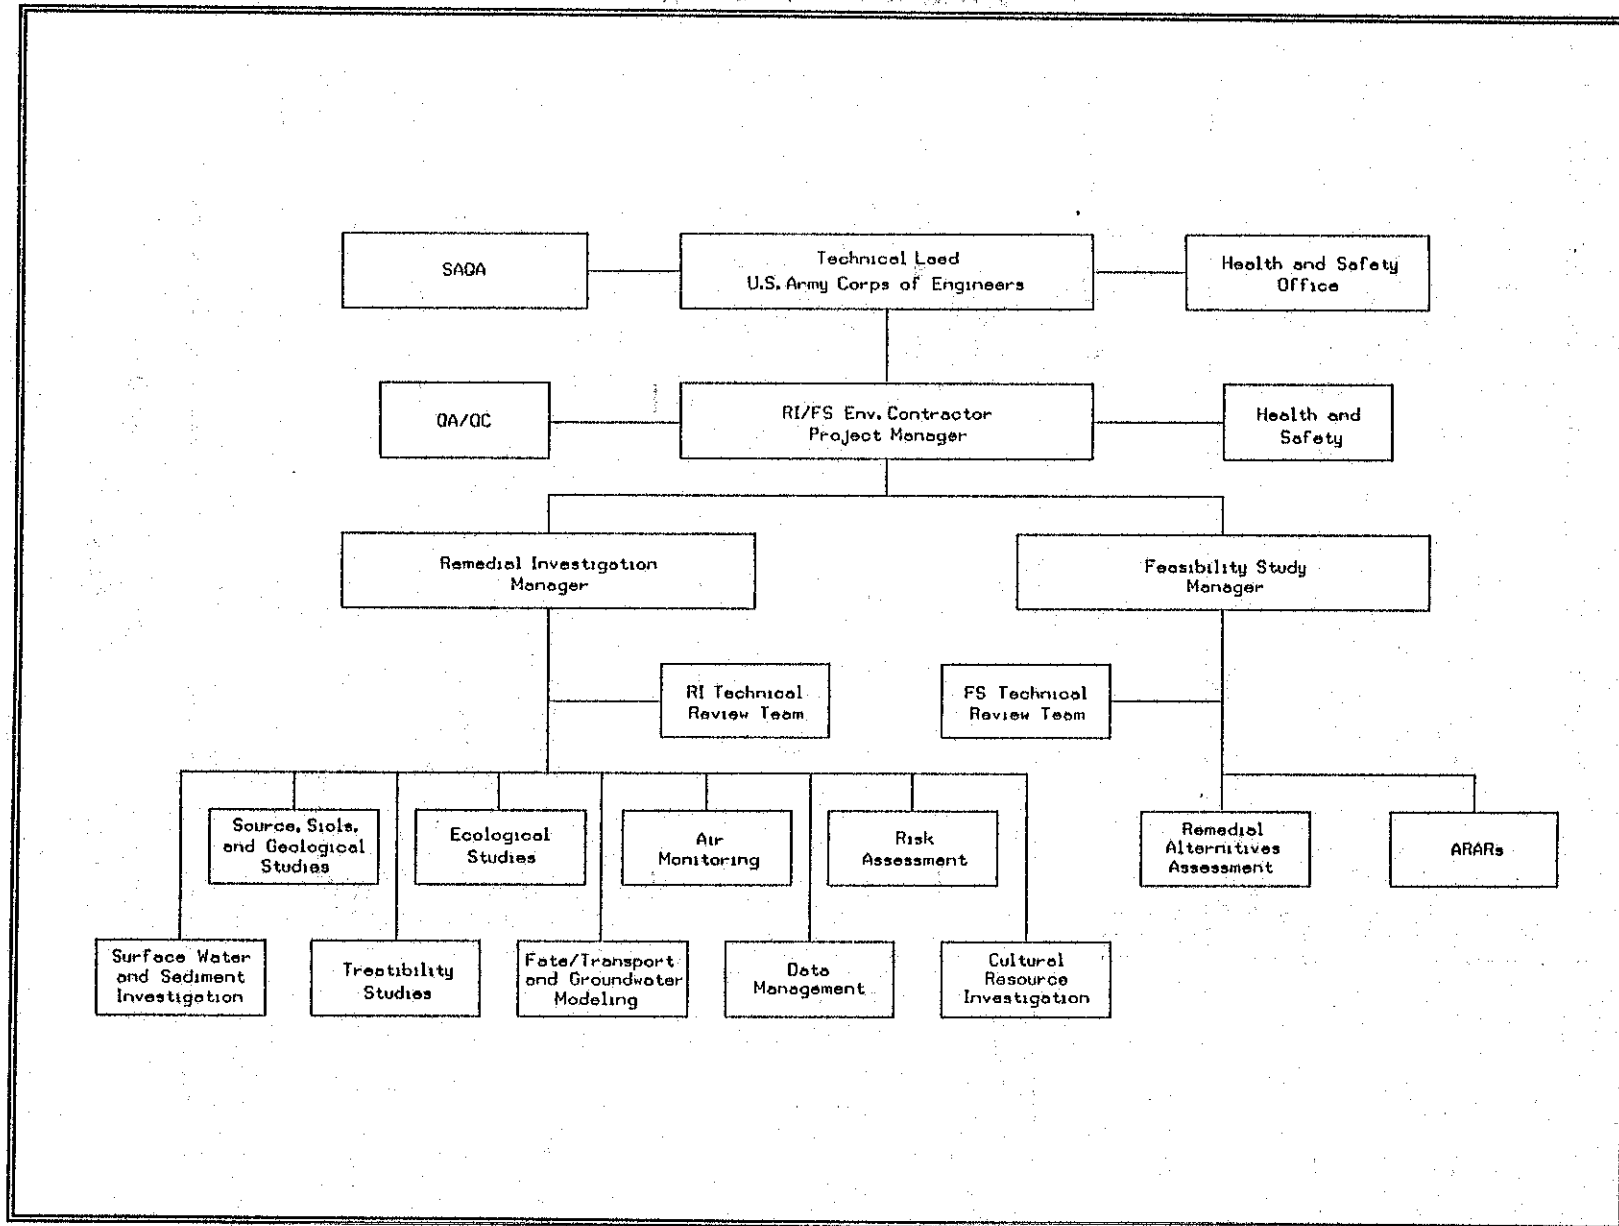 SAQA
Technical Lead
U.S. Army Corps of Engineers
Health and Safety
Office
QA/QC
RI/FS Env. Contractor
Project Manager
Health and
Safety
Remedial Investigation
Manager
Feasibility Study
Manager
RI Technical
Review Team
FS Technical
Review Team
Source, Siols,
and Geological
Studies
Ecological
Studies
Air
Monitoring
Risk
Assessment
Remedial
Alternitives
Assessment
ARARs
Surface Water
and Sediment
Investigation
Treatibility
Studies
Fate/Transport
and Groundwater
Modeling
Data
Management
Cultural
Resource
Investigation